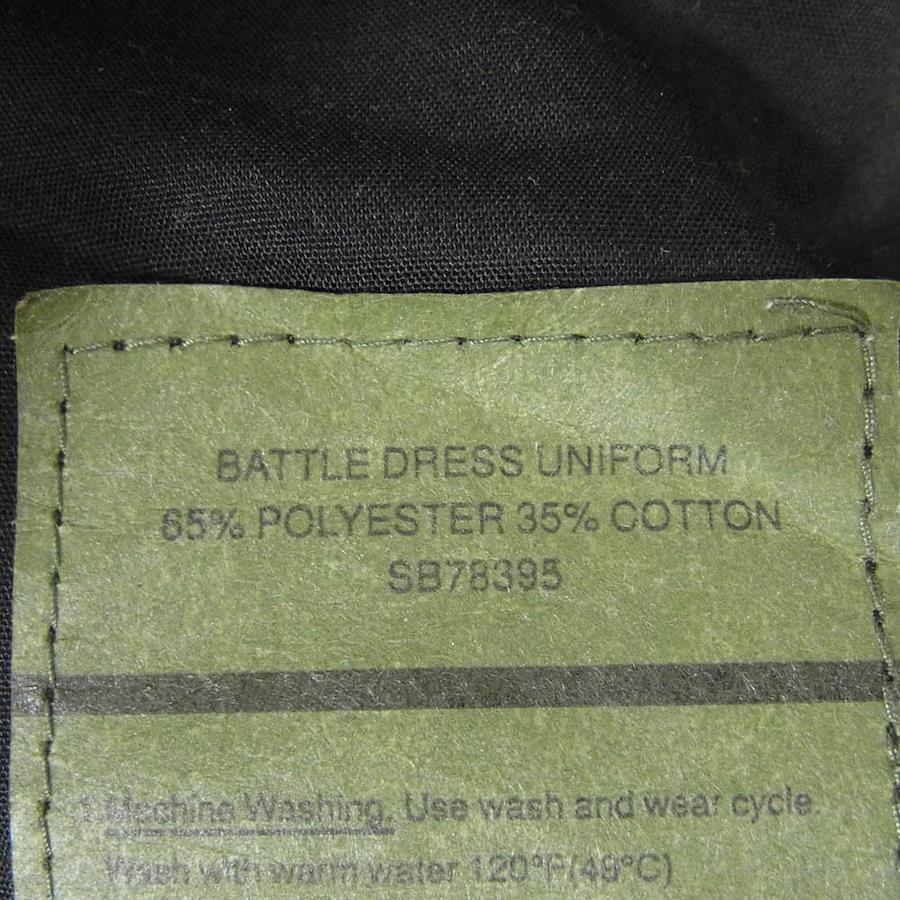 BATTLE DRESS UNIFORM
65% POLYESTER 35% COTTON
SB78395
1. Machine Washing. Use wash and wear cycle.
Wash with warm water 120°F(49°C)